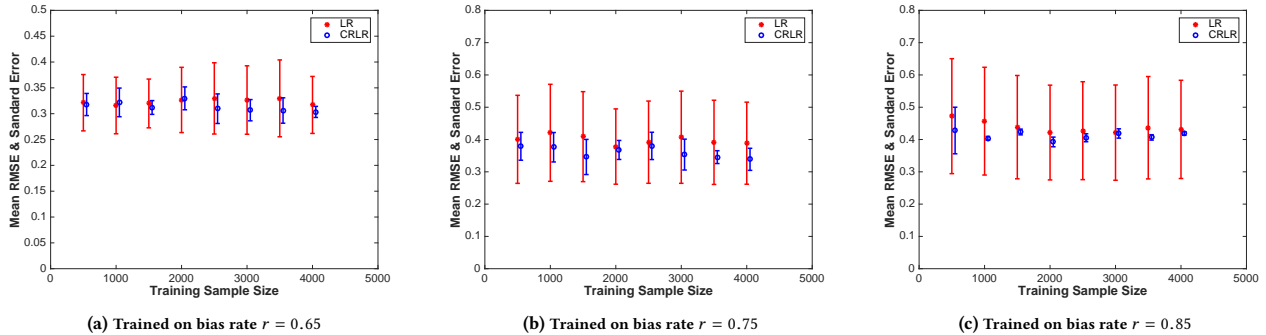 0.5
0.45
0.4
0.35
0.3
0.25
0.2
0.15
0.1
0.05
0
Mean RMSE & Sandard Error
LR
CRLR
0 1000 2000 3000 4000 5000
Training Sample Size
(a) Trained on bias rate r = 0.65
0.8
0.7
0.6
0.5
0.4
0.3
0.2
0.1
0
Mean RMSE & Sandard Error
LR
CRLR
0 1000 2000 3000 4000 5000
Training Sample Size
(b) Trained on bias rate r = 0.75
0.8
0.7
0.6
0.5
0.4
0.3
0.2
0.1
0
Mean RMSE & Sandard Error
LR
CRLR
0 1000 2000 3000 4000 5000
Training Sample Size
(c) Trained on bias rate r = 0.85